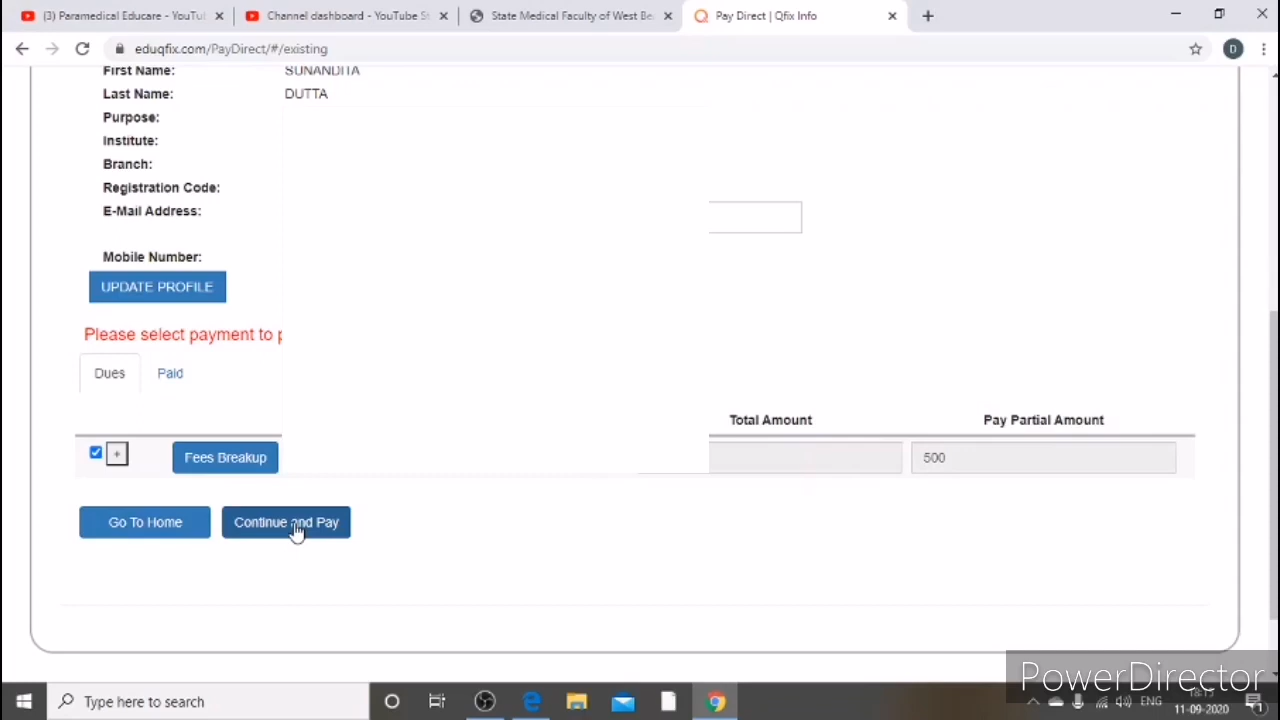 (3) Paramedical Educare - YouTu
Channel dashboard - YouTube St
State Medical Faculty of West Be
Pay Direct | Qfix Info
eduqfix.com/PayDirect/#/existing
D
First Name: SUNANDITA
Last Name: DUTTA
Purpose:
Institute:
Branch:
Registration Code:
E-Mail Address:
Mobile Number:
UPDATE PROFILE
Please select payment to p
Dues Paid
Total Amount Pay Partial Amount
+ Fees Breakup 500
Go To Home Continue and Pay
PowerDirector
Type here to search
ENG
18:13
11-09-2020